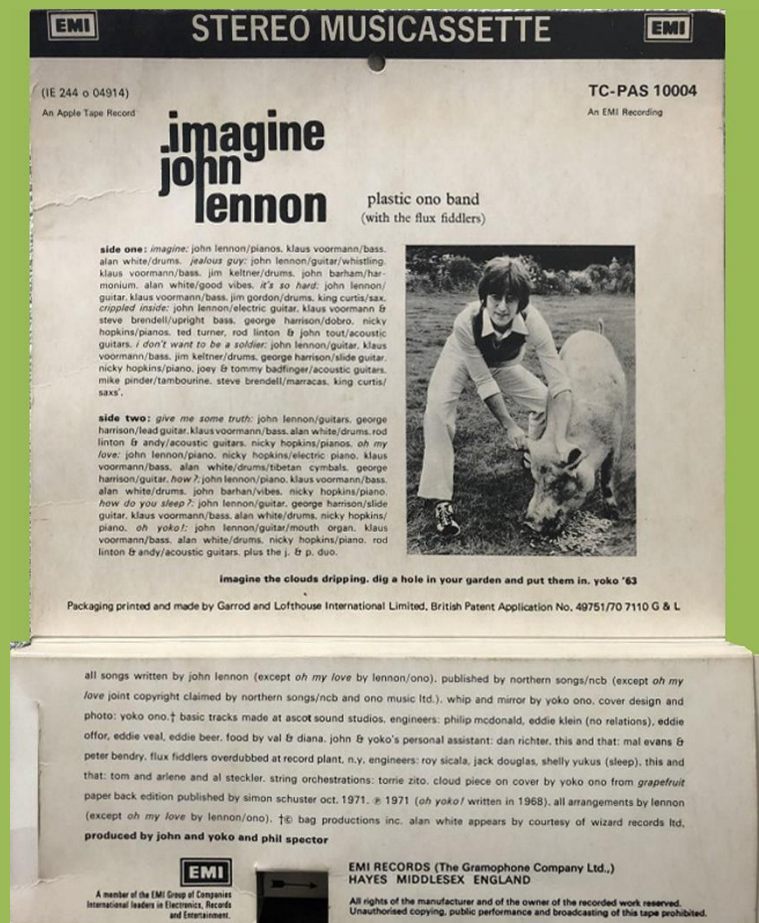 EMI STEREO MUSICASSETTE EMI
(IE 244 o 04914)
TC-PAS 10004
An Apple Tape Record
An EMI Recording
imagine
john
lennon
plastic ono band
(with the flux fiddlers)
side one: imagine: john lennon/pianos. klaus voormann/bass.
alan white/drums. jealous guy: john lennon/guitar/whistling.
klaus voormann/bass. jim keltner/drums. john barham/har-
monium. alan white/good vibes. it's so hard: john lennon/
guitar. klaus voormann/bass. jim gordon/drums. king curtis/sax.
crippled inside: john lennon/electric guitar. klaus voormann &
steve brendell/upright bass. george harrison/dobro. nicky
hopkins/pianos. ted turner, rod linton & john tout/acoustic
guitars. i don't want to be a soldier: john lennon/guitar. klaus
voormann/bass. jim keltner/drums. george harrison/slide guitar.
nicky hopkins/piano. joey & tommy badfinger/acoustic guitars.
mike pinder/tambourine. steve brendell/marracas. king curtis/
saxs'.
side two: give me some truth: john lennon/guitars. george
harrison/lead guitar. klaus voormann/bass. alan white/drums. rod
linton & andy/acoustic guitars. nicky hopkins/pianos. oh my
love: john lennon/piano. nicky hopkins/electric piano. klaus
voormann/bass. alan white/drums/tibetan cymbals. george
harrison/guitar. how?: john lennon/piano. klaus voormann/bass.
alan white/drums. john barhan/vibes. nicky hopkins/piano.
how do you sleep?: john lennon/guitar. george harrison/slide
guitar. klaus voormann/bass. alan white/drums. nicky hopkins/
piano. oh yoko!: john lennon/guitar/mouth organ. klaus
voormann/bass. alan white/drums. nicky hopkins/piano. rod
linton & andy/acoustic guitars. plus the j. & p. duo.
imagine the clouds dripping. dig a hole in your garden and put them in. yoko '63
Packaging printed and made by Garrod and Lofthouse International Limited. British Patent Application No. 49751/70 7110 G & L
all songs written by john lennon (except oh my love by lennon/ono). published by northern songs/ncb (except oh my
love joint copyright claimed by northern songs/ncb and ono music ltd.). whip and mirror by yoko ono. cover design and
photo: yoko ono.† basic tracks made at ascot sound studios. engineers: philip mcdonald, eddie klein (no relations), eddie
offor, eddie veal, eddie beer. food by val & diana. john & yoko's personal assistant: dan richter. this and that: mal evans &
peter bendry. flux fiddlers overdubbed at record plant, n.y. engineers: roy sicala, jack douglas, shelly yukus (sleep). this and
that: tom and arlene and al steckler. string orchestrations: torrie zito. cloud piece on cover by yoko ono from grapefruit
paper back edition published by simon schuster oct. 1971. ℗ 1971 (oh yoko! written in 1968). all arrangements by lennon
(except oh my love by lennon/ono). †© bag productions inc. alan white appears by courtesy of wizard records ltd.
produced by john and yoko and phil spector
EMI
A member of the EMI Group of Companies
International leaders in Electronics, Records
and Entertainment.
EMI RECORDS (The Gramophone Company Ltd.,)
HAYES MIDDLESEX ENGLAND
All rights of the manufacturer and of the owner of the recorded work reserved.
Unauthorised copying, public performance and broadcasting of this tape prohibited.